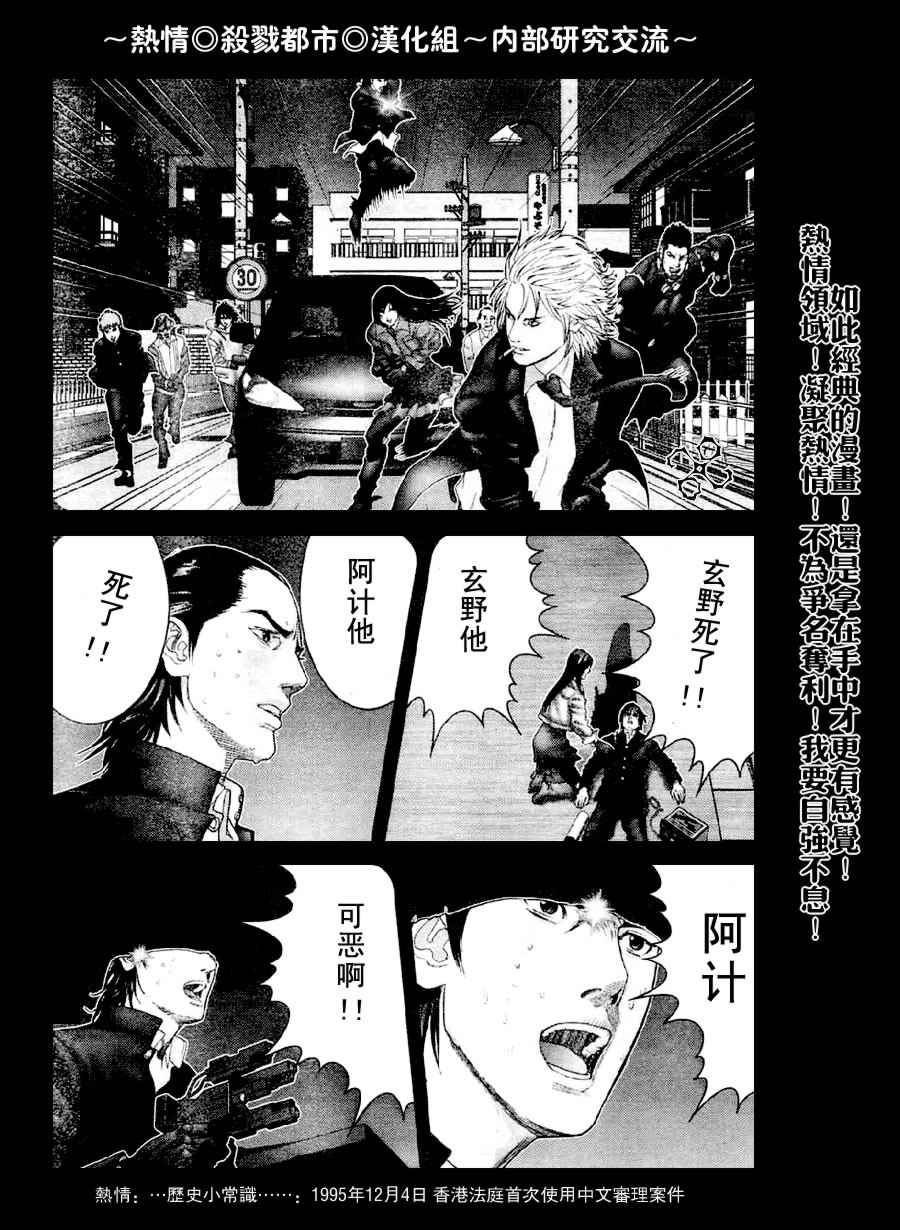 ～熱情◎殺戮都市◎漢化組～内部研究交流～
30
如此經典的漫畫！還是拿在手中才更有感覺！
熱情領域！凝聚熱情！不為爭名奪利！我要自強不息！
玄野死了!!
玄野他
阿计他
死了!!
阿计
可恶啊!!
熱情：…歷史小常識……：1995年12月4日 香港法庭首次使用中文審理案件